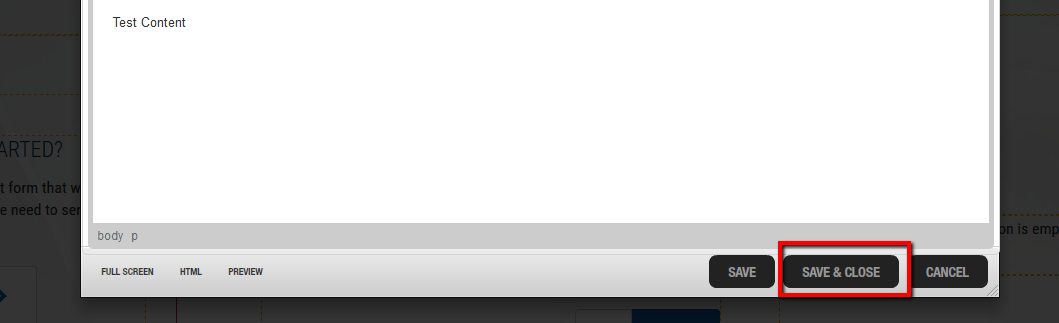 Test Content
ARTED?
t form that w
e need to ser
on is emp
body p
FULL SCREEN HTML PREVIEW SAVE SAVE & CLOSE CANCEL